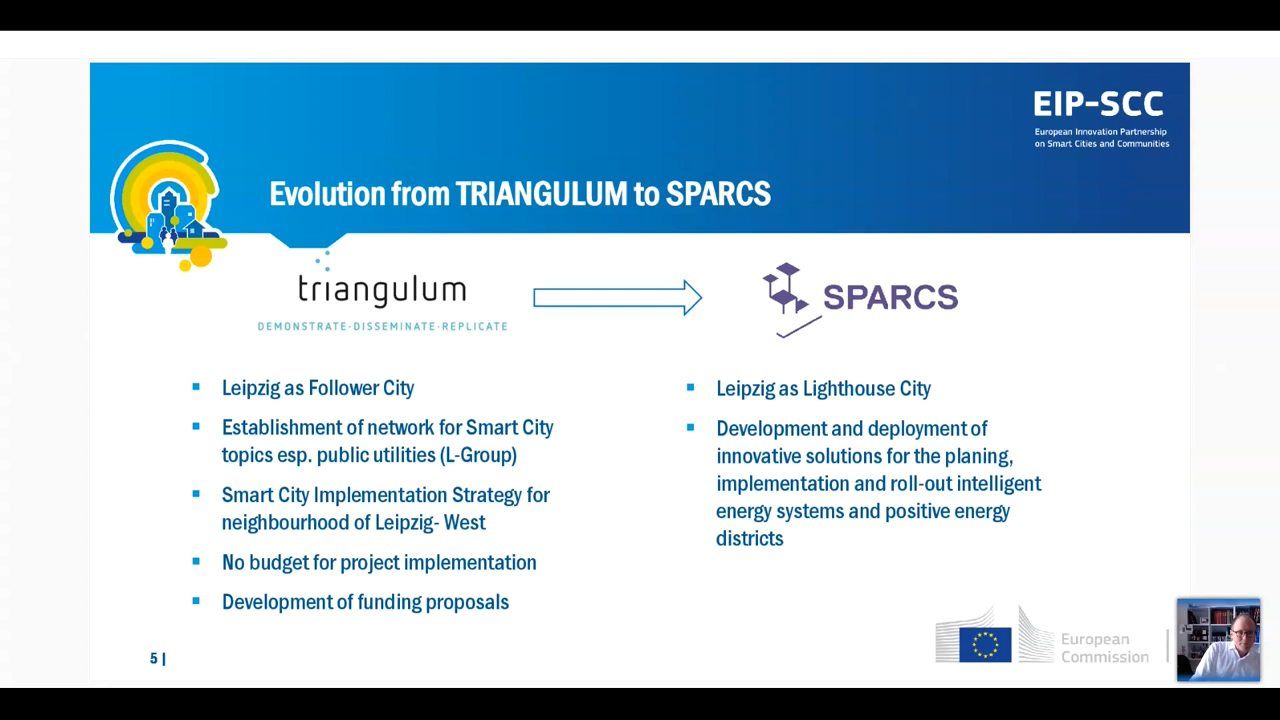 EIP-SCC
European Innovation Partnership
on Smart Cities and Communities
Evolution from TRIANGULUM to SPARCS
triangulum
DEMONSTRATE·DISSEMINATE·REPLICATE
SPARCS
▪ Leipzig as Follower City
▪ Establishment of network for Smart City
topics esp. public utilities (L-Group)
▪ Smart City Implementation Strategy for
neighbourhood of Leipzig- West
▪ No budget for project implementation
▪ Development of funding proposals
▪ Leipzig as Lighthouse City
▪ Development and deployment of
innovative solutions for the planing,
implementation and roll-out intelligent
energy systems and positive energy
districts
5 |
European
Commission